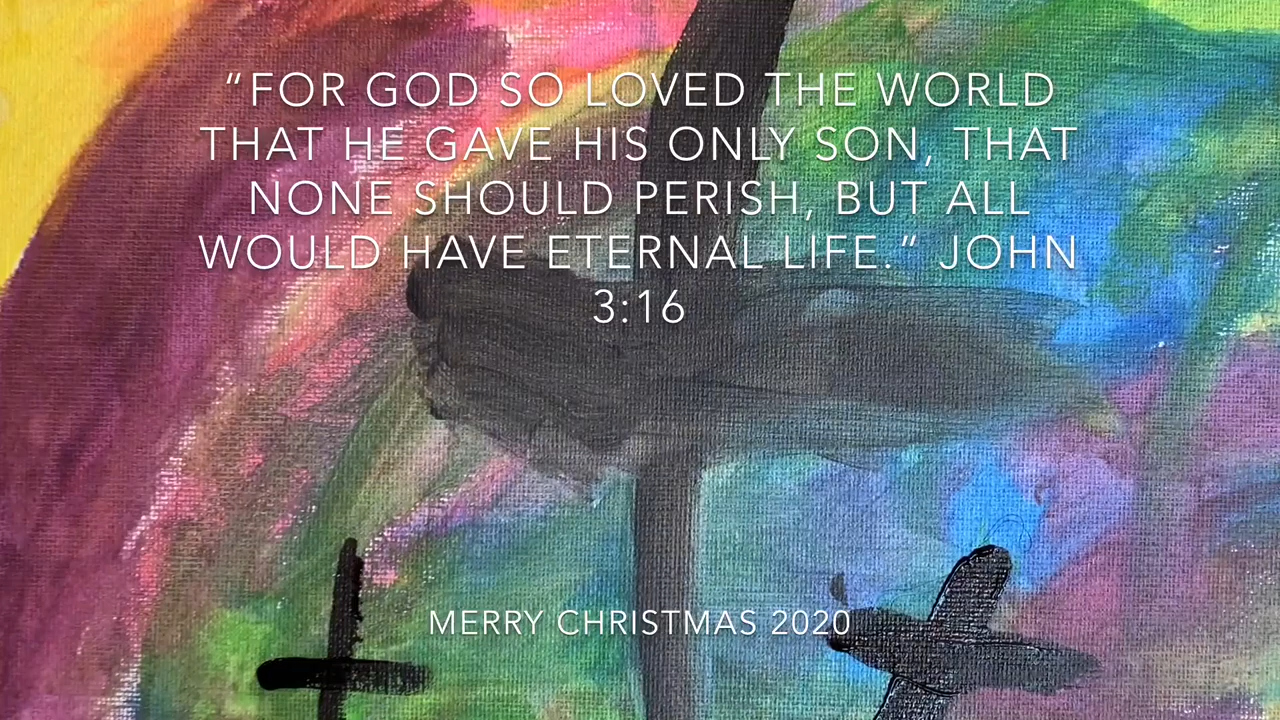 “FOR GOD SO LOVED THE WORLD
THAT HE GAVE HIS ONLY SON, THAT
NONE SHOULD PERISH, BUT ALL
WOULD HAVE ETERNAL LIFE.” JOHN
3:16
MERRY CHRISTMAS 2020